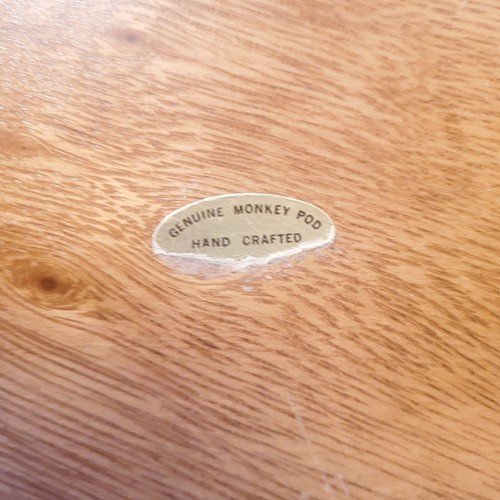 GENUINE MONKEY POD
HAND CRAFTED